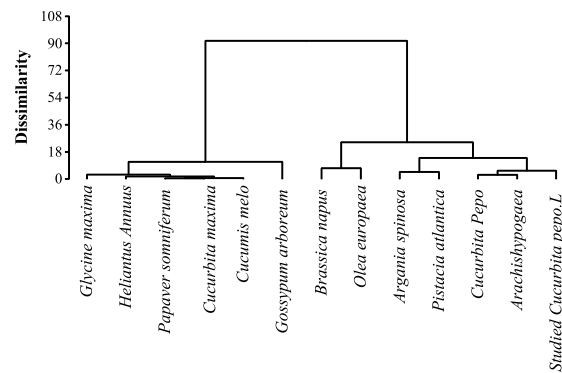 108
90
72
54
36
18
0
Dissimilarity
Glycine maxima
Heliantus Annuus
Papaver somniferum
Cucurbita maxima
Cucumis melo
Gossypum arboreum
Brassica napus
Olea europaea
Argania spinosa
Pistacia atlantica
Cucurbita Pepo
Arachishypogaea
Studied Cucurbita pepo.L